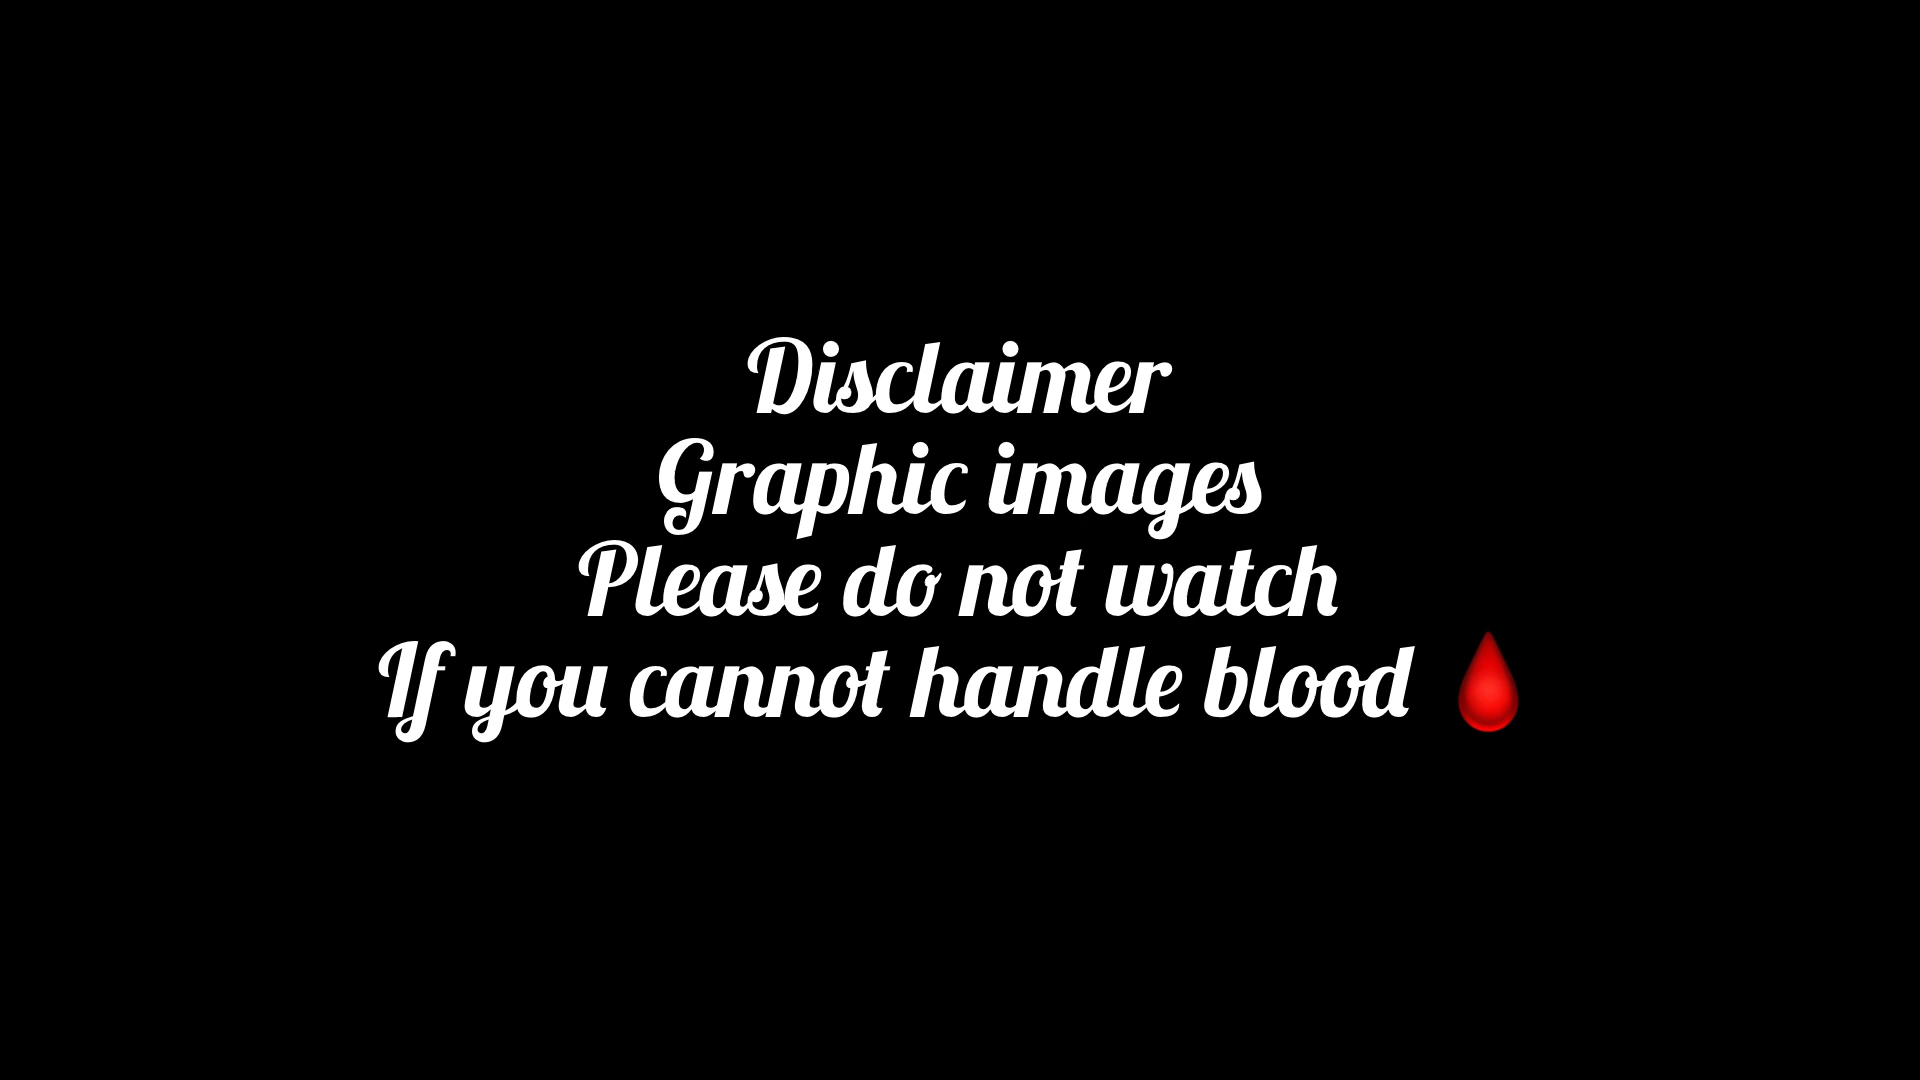 Disclaimer
Graphic images
Please do not watch
If you cannot handle blood 🩸